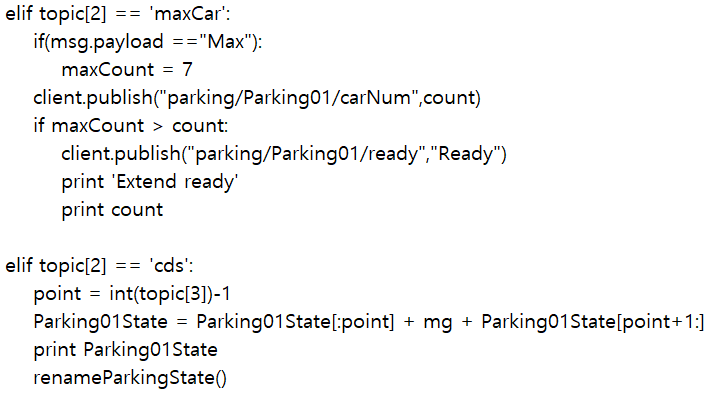 elif topic[2] == 'maxCar':
if(msg.payload =="Max"):
maxCount = 7
client.publish("parking/Parking01/carNum",count)
if maxCount > count:
client.publish("parking/Parking01/ready","Ready")
print 'Extend ready'
print count
elif topic[2] == 'cds':
point = int(topic[3])-1
Parking01State = Parking01State[:point] + mg + Parking01State[point+1:]
print Parking01State
renameParkingState()